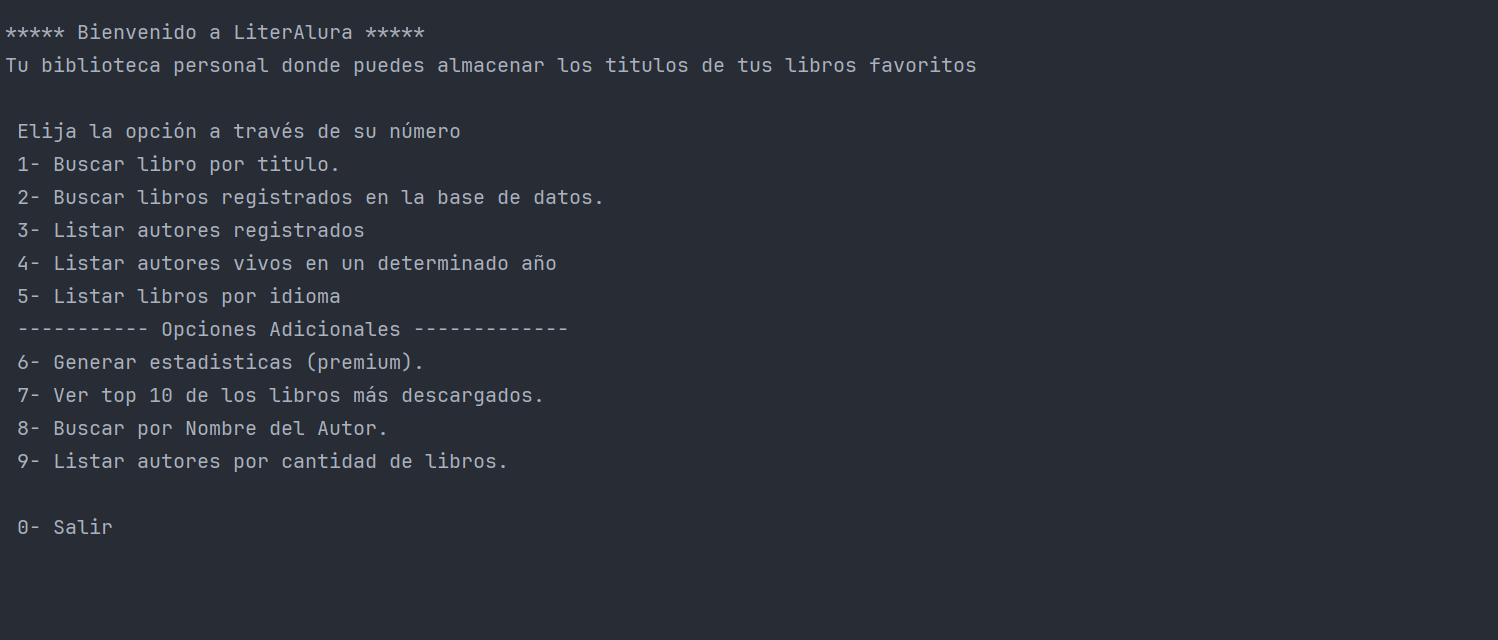 ***** Bienvenido a LiterAlura *****
Tu biblioteca personal donde puedes almacenar los titulos de tus libros favoritos
Elija la opción a través de su número
1- Buscar libro por titulo.
2- Buscar libros registrados en la base de datos.
3- Listar autores registrados
4- Listar autores vivos en un determinado año
5- Listar libros por idioma
----------- Opciones Adicionales -------------
6- Generar estadisticas (premium).
7- Ver top 10 de los libros más descargados.
8- Buscar por Nombre del Autor.
9- Listar autores por cantidad de libros.
0- Salir